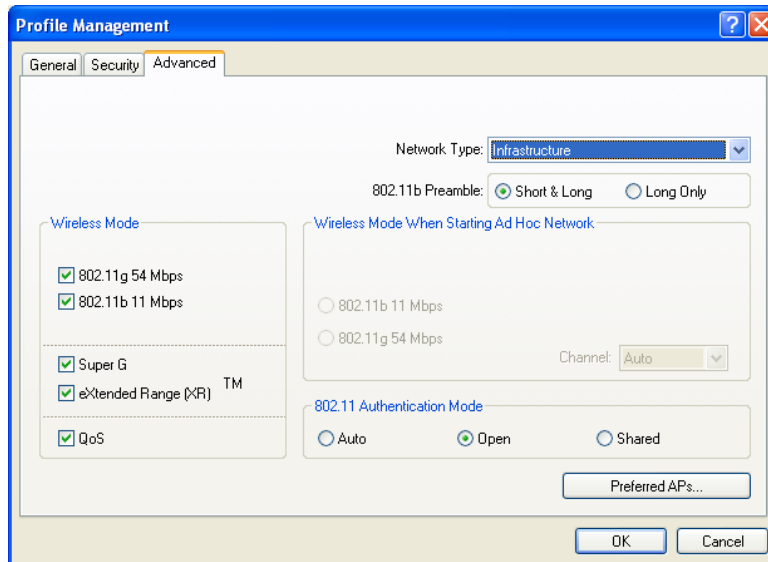 Profile Management
General Security Advanced
Network Type: Infrastructure
802.11b Preamble: Short & Long Long Only
Wireless Mode
802.11g 54 Mbps
802.11b 11 Mbps
Super G
eXtended Range (XR) TM
QoS
Wireless Mode When Starting Ad Hoc Network
802.11b 11 Mbps
802.11g 54 Mbps
Channel: Auto
802.11 Authentication Mode
Auto Open Shared
Preferred APs...
OK Cancel